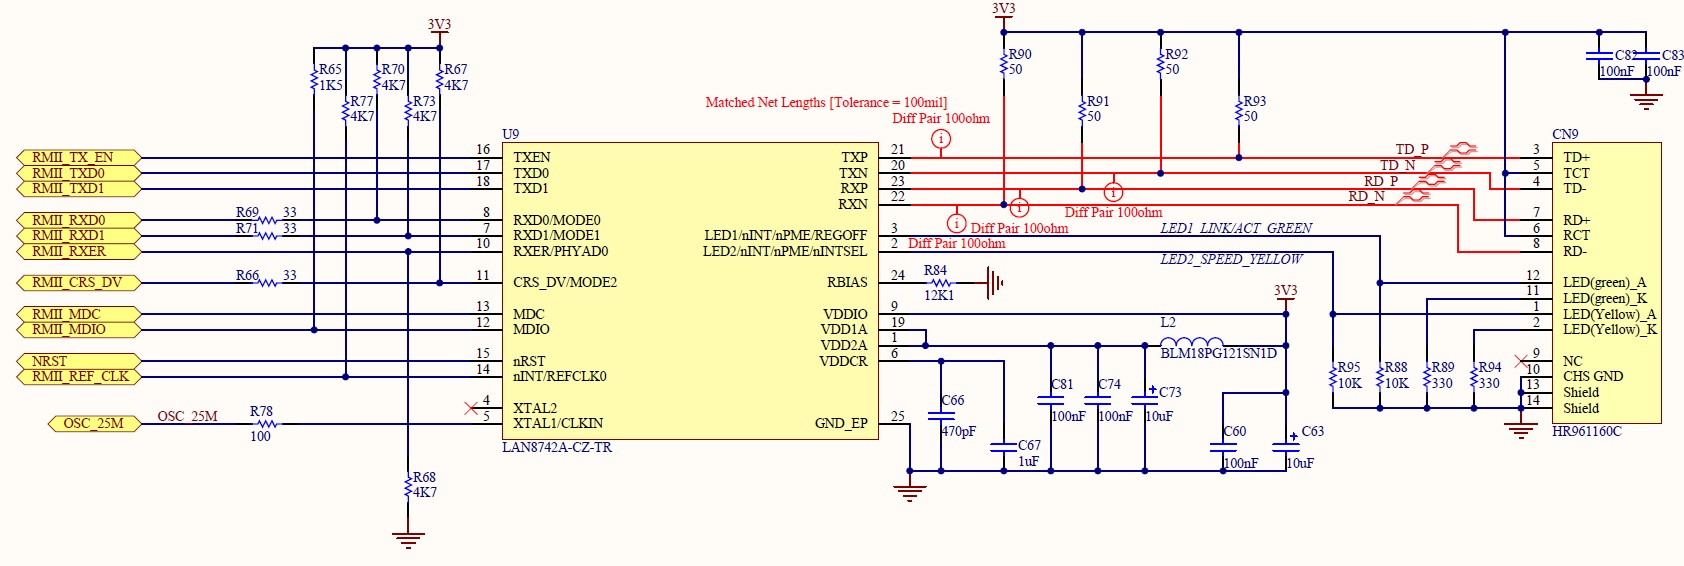 3V3
3V3
R65
1K5
R77
4K7
R70
4K7
R73
4K7
R67
4K7
R90
50
R91
50
R92
50
R93
50
C82
100nF
C83
100nF
Matched Net Lengths [Tolerance = 100mil]
Diff Pair 100ohm
i
U9
CN9
RMII_TX_EN 16 TXEN TXP 21 TD_P 3 TD+
RMII_TXD0 17 TXD0 TXN 20 TD_N 5 TCT
RMII_TXD1 18 TXD1 RXP 23 RD_P 4 TD-
RXN 22 RD_N
i
i
i
Diff Pair 100ohm
Diff Pair 100ohm
Diff Pair 100ohm
RMII_RXD0 R69 33 8 RXD0/MODE0 7 RD+
RMII_RXD1 R71 33 7 RXD1/MODE1 LED1/nINT/nPME/REGOFF 3 LED1_LINK/ACT_GREEN 6 RCT
RMII_RXER 10 RXER/PHYAD0 LED2/nINT/nPME/nINTSEL 2 LED2_SPEED_YELLOW 8 RD-
RMII_CRS_DV R66 33 11 CRS_DV/MODE2 RBIAS 24 R84 12K1 12 LED(green)_A
11 LED(green)_K
3V3
RMII_MDC 13 MDC VDDIO 9 1 LED(Yellow)_A
RMII_MDIO 12 MDIO VDD1A 19 2 LED(Yellow)_K
VDD2A 1
L2
BLM18PG121SN1D
NRST 15 nRST VDDCR 6 9 NC
RMII_REF_CLK 14 nINT/REFCLK0 10 CHS GND
13 Shield
4 XTAL2 14 Shield
OSC_25M OSC_25M R78 100 5 XTAL1/CLKIN GND_EP 25
R95
10K
R88
10K
R89
330
R94
330
C66
470pF
C67
1uF
C81
100nF
C74
100nF
C73
10uF
C60
100nF
C63
10uF
LAN8742A-CZ-TR
HR961160C
R68
4K7